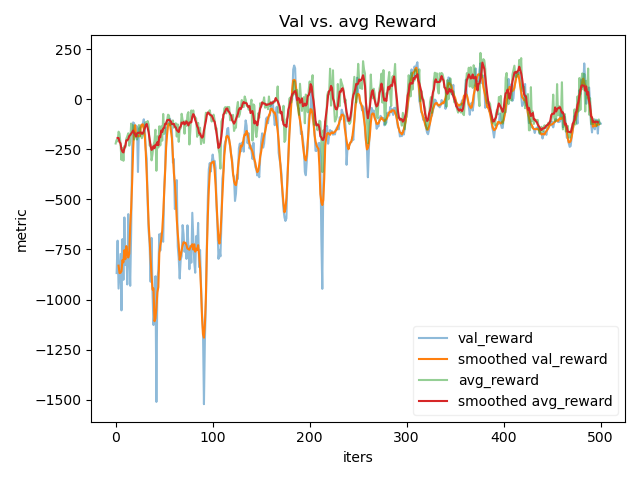 Val vs. avg Reward
metric
250
0
−250
−500
−750
−1000
−1250
−1500
0
100
200
300
400
500
iters
val_reward
smoothed val_reward
avg_reward
smoothed avg_reward